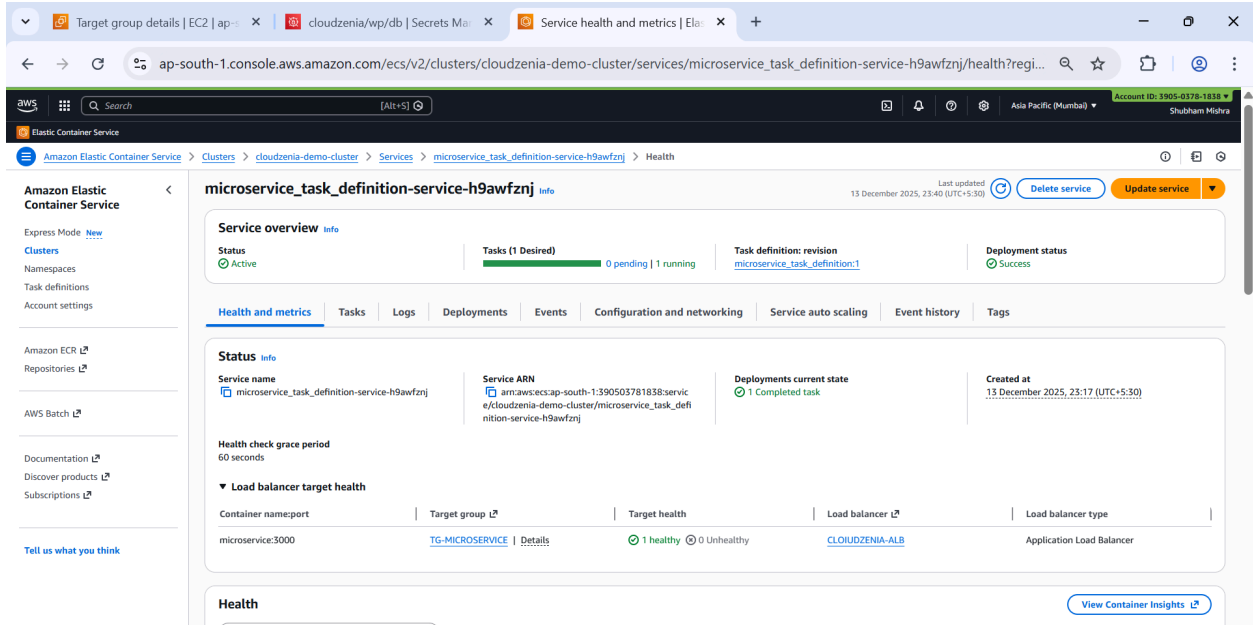 Target group details | EC2 | ap-s
cloudzenia/wp/db | Secrets Mar
Service health and metrics | Elas
ap-south-1.console.aws.amazon.com/ecs/v2/clusters/cloudzenia-demo-cluster/services/microservice_task_definition-service-h9awfznj/health?regi...
aws
Search
[Alt+S]
Asia Pacific (Mumbai)
Account ID: 3905-0378-1838
Shubham Mishra
Elastic Container Service
Amazon Elastic Container Service > Clusters > cloudzenia-demo-cluster > Services > microservice_task_definition-service-h9awfznj > Health
Amazon Elastic
Container Service
Express Mode New
Clusters
Namespaces
Task definitions
Account settings
Amazon ECR
Repositories
AWS Batch
Documentation
Discover products
Subscriptions
Tell us what you think
microservice_task_definition-service-h9awfznj Info
Last updated
13 December 2025, 23:40 (UTC+5:30)
Delete service
Update service
Service overview Info
Status
Active
Tasks (1 Desired)
0 pending | 1 running
Task definition: revision
microservice_task_definition:1
Deployment status
Success
Health and metrics
Tasks
Logs
Deployments
Events
Configuration and networking
Service auto scaling
Event history
Tags
Status Info
Service name
microservice_task_definition-service-h9awfznj
Service ARN
arn:aws:ecs:ap-south-1:390503781838:servic
e/cloudzenia-demo-cluster/microservice_task_defi
nition-service-h9awfznj
Deployments current state
1 Completed task
Created at
13 December 2025, 23:17 (UTC+5:30)
Health check grace period
60 seconds
Load balancer target health
Container name:port
Target group
Target health
Load balancer
Load balancer type
microservice:3000
TG-MICROSERVICE | Details
1 healthy 0 Unhealthy
CLOIUDZENIA-ALB
Application Load Balancer
Health
View Container Insights